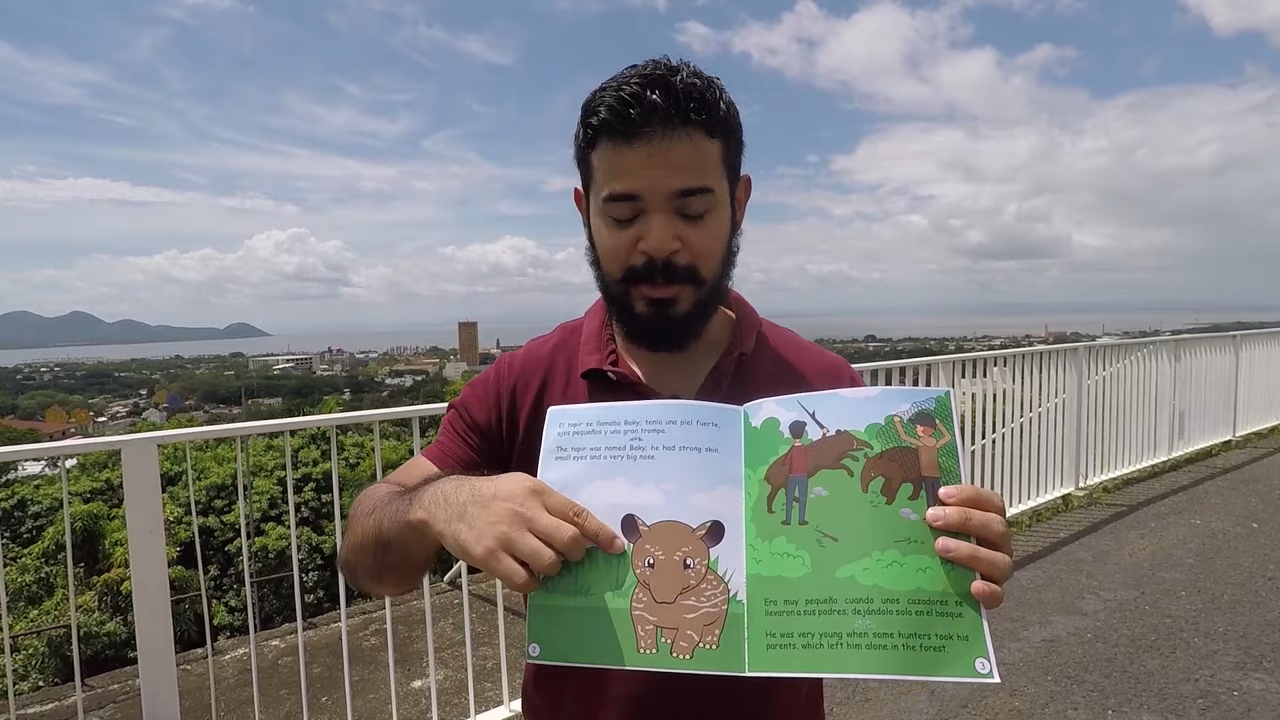 El tapir se llamaba Baky; tenía una piel fuerte,
ojos pequeños y una gran trompa.
The tapir was named Baky; he had strong skin,
small eyes and a very big nose.
2
Era muy pequeño cuando unos cazadores se
llevaron a sus padres; dejándolo solo en el bosque.
He was very young when some hunters took his
parents, which left him alone in the forest.
3